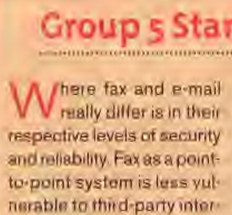 Group 5 Star
Where fax and e-mail
really differ is in their
respective levels of security
and reliability. Fax as a point-
to-point system is less vul-
nerable to third-party inter-